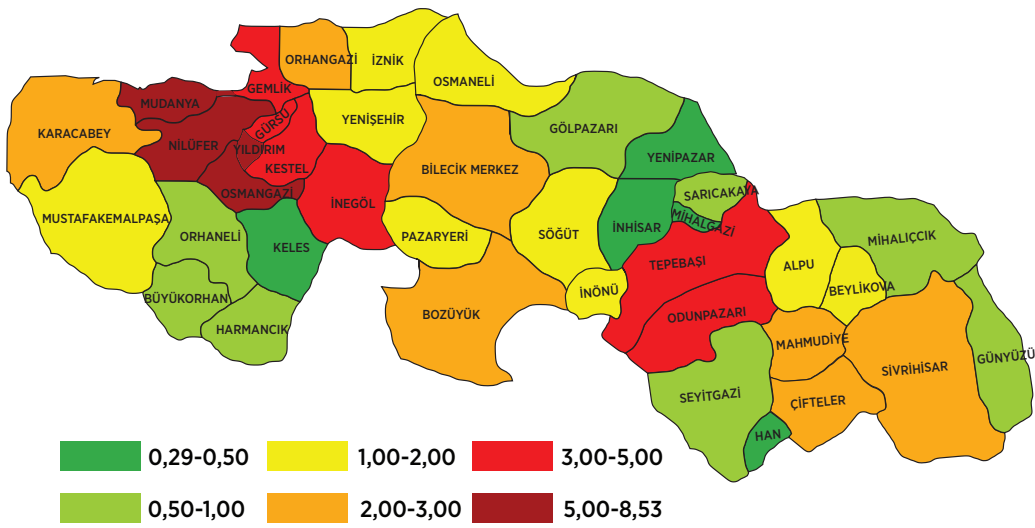 ORHANGAZİ
İZNİK
OSMANELİ
GEMLİK
MUDANYA
KARACABEY
GÜRSU
YENİŞEHİR
GÖLPAZARI
NİLÜFER
YILDIRIM
KESTEL
BİLECİK MERKEZ
YENİPAZAR
OSMANGAZİ
SARICAKAYA
MUSTAFAKEMALPAŞA
İNEGÖL
MİHALGAZİ
ORHANELİ
KELES
PAZARYERİ
SÖĞÜT
İNHİSAR
MİHALIÇCIK
TEPEBAŞI
ALPU
BÜYÜKORHAN
İNÖNÜ
BEYLİKOVA
HARMANCIK
BOZÜYÜK
ODUNPAZARI
MAHMUDİYE
GÜNYÜZÜ
SİVRİHİSAR
SEYİTGAZİ
ÇİFTELER
HAN
0,29-0,50
1,00-2,00
3,00-5,00
0,50-1,00
2,00-3,00
5,00-8,53